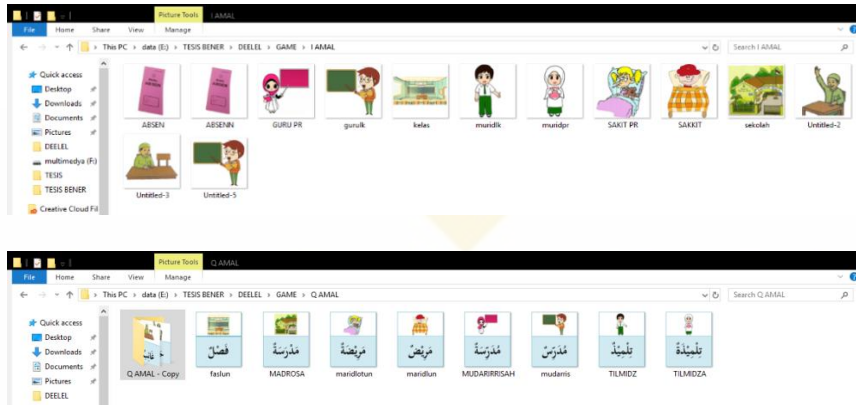 Picture Tools I AMAL
File Home Share View Manage
This PC > data (E:) > TESIS BENER > DEELEL > GAME > I AMAL
Search I AMAL
Quick access
Desktop
Downloads
Documents
Pictures
DEELEL
multimedya (F:)
TESIS
TESIS BENER
Creative Cloud Fil
ABSEN ABSENN GURU PR gurulk kelas muridlk muridpr SAKIT PR SAKKIT sekolah Untitled-2
Untitled-3 Untitled-5
Picture Tools Q AMAL
File Home Share View Manage
This PC > data (E:) > TESIS BENER > DEELEL > GAME > Q AMAL
Search Q AMAL
Quick access
Desktop
Downloads
Documents
Pictures
DEELEL
فَصْلٌ مَدْرَسَةٌ مَرِيْضَةٌ مَرِيْضٌ مُدَرِّسَةٌ مُدَرِّسٌ تِلْمِيْذٌ تِلْمِيْذَةٌ
Q AMAL - Copy faslun MADROSA maridlotun maridlun MUDARIRRISAH mudarris TILMIDZ TILMIDZA